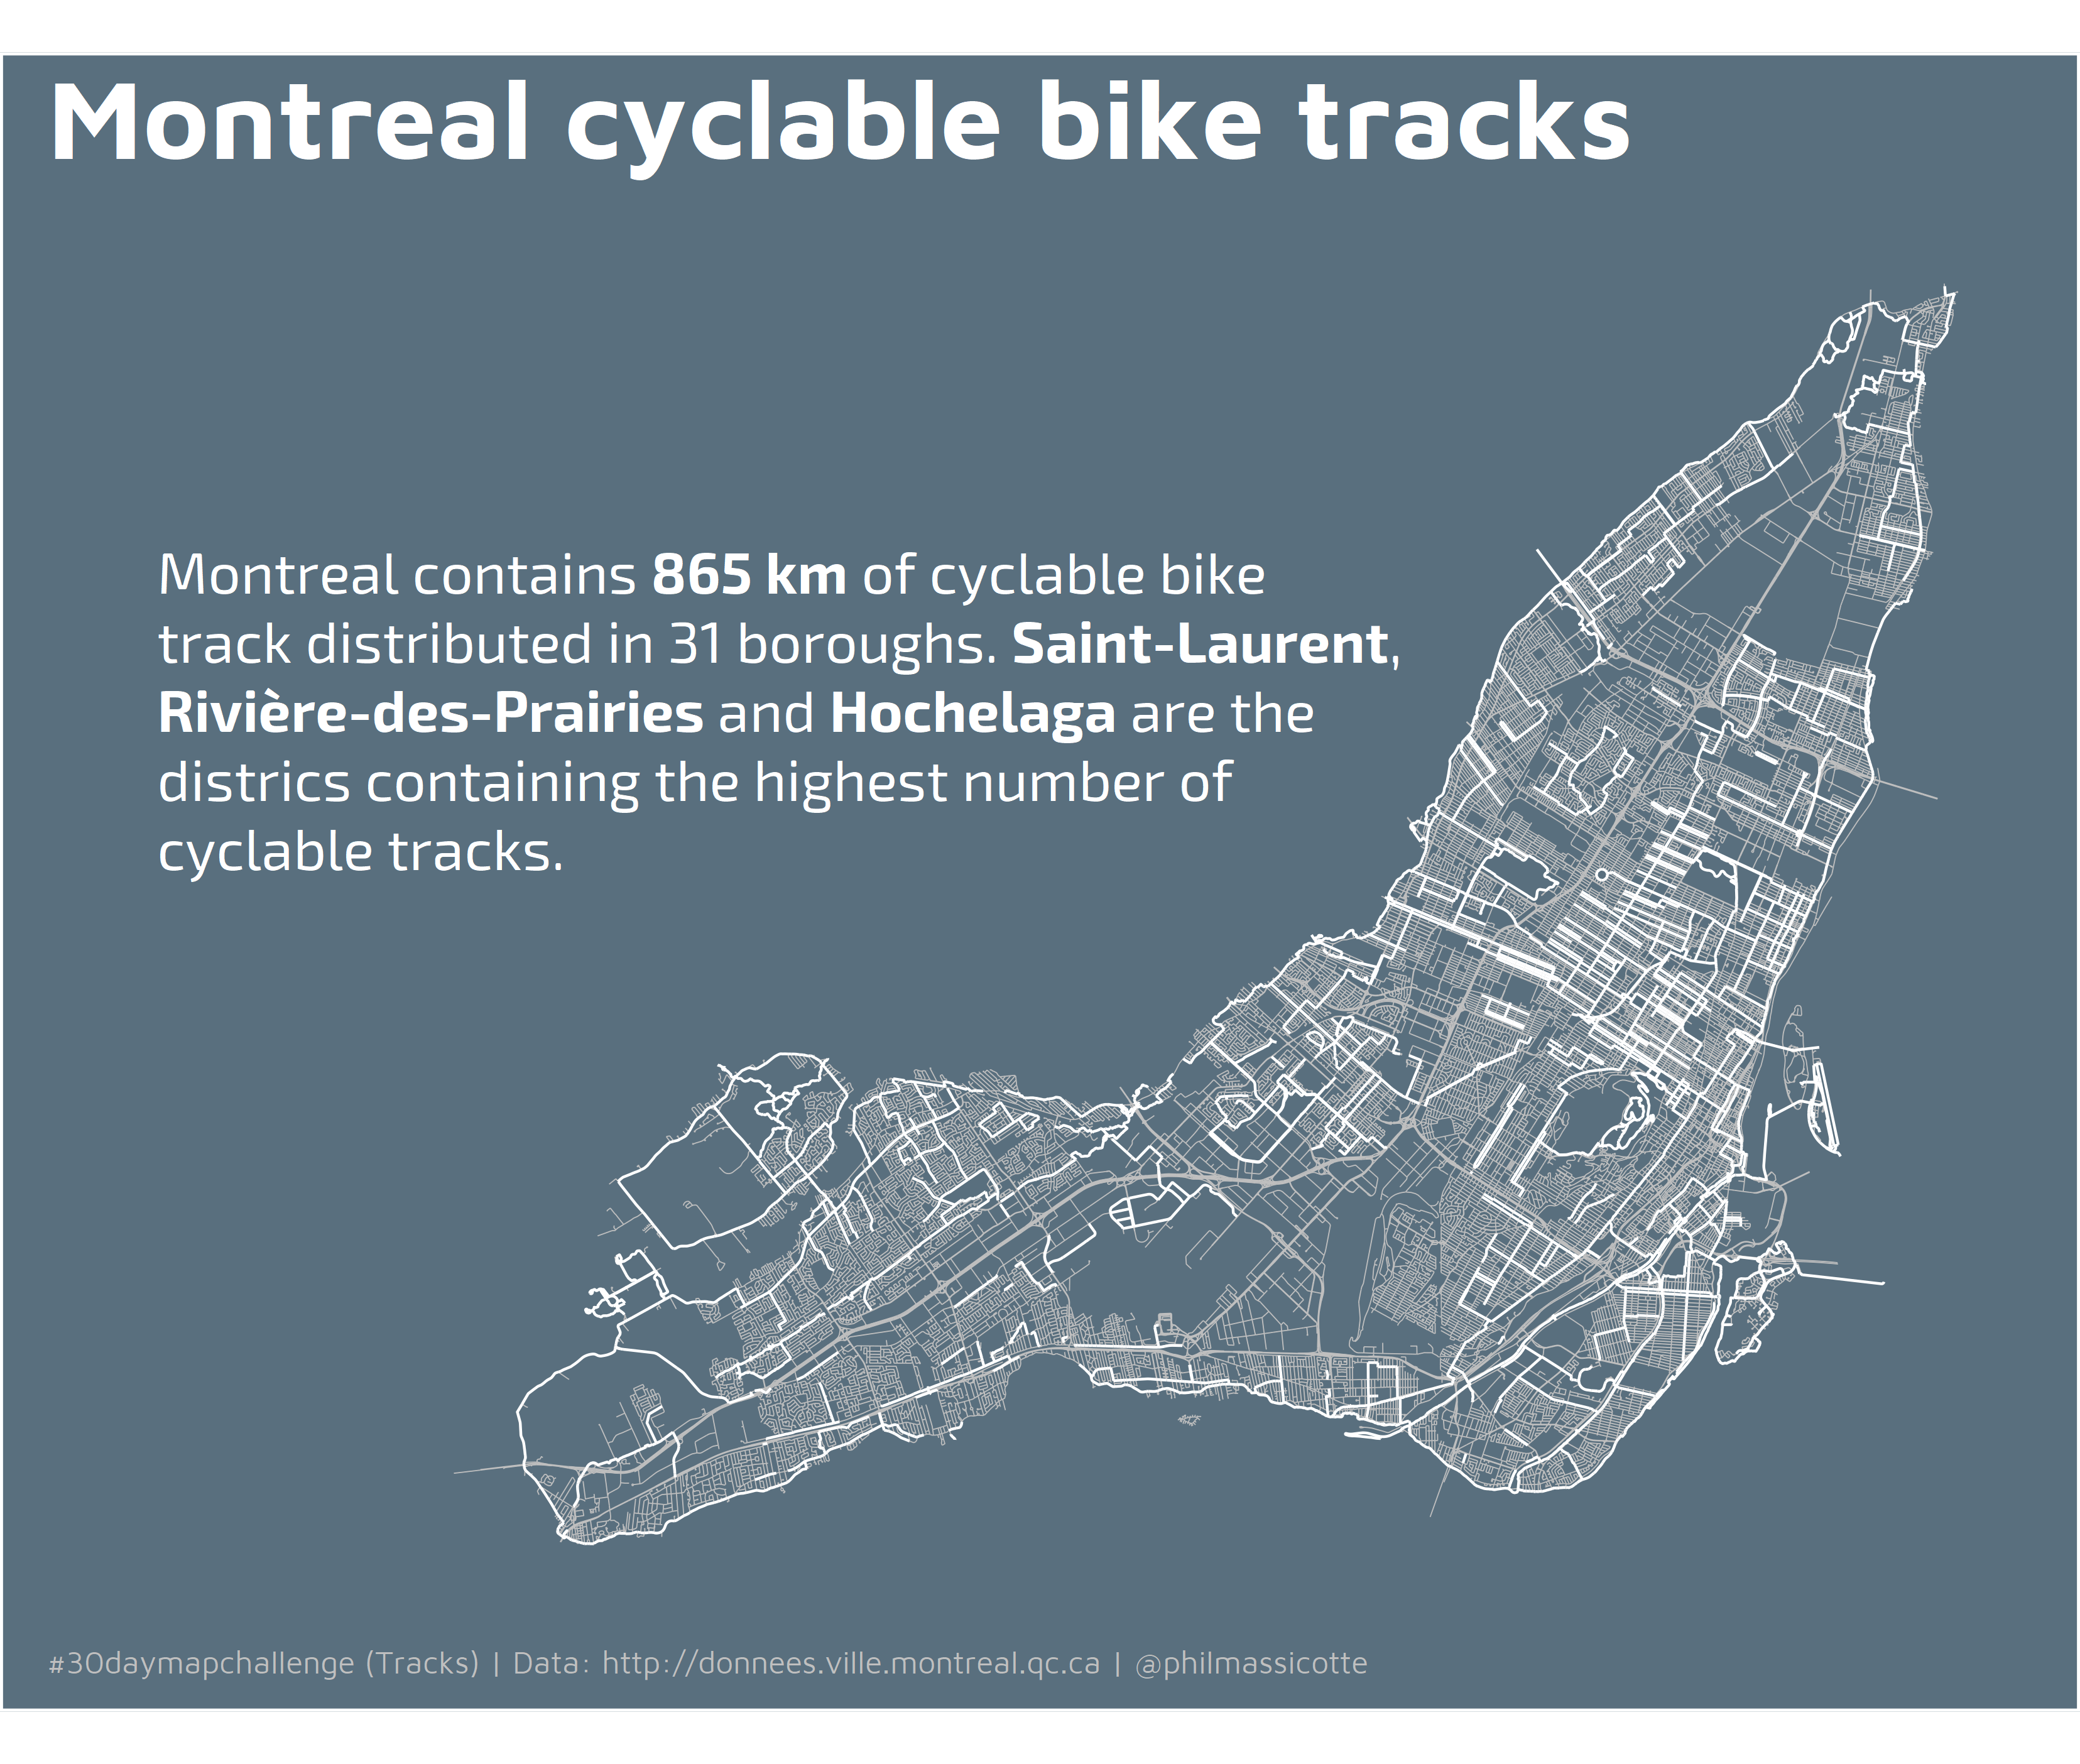 Montreal cyclable bike tracks
Montreal contains 865 km of cyclable bike
track distributed in 31 boroughs. Saint-Laurent,
Rivière-des-Prairies and Hochelaga are the
districs containing the highest number of
cyclable tracks.
#30daymapchallenge (Tracks) | Data: http://donnees.ville.montreal.qc.ca | @philmassicotte